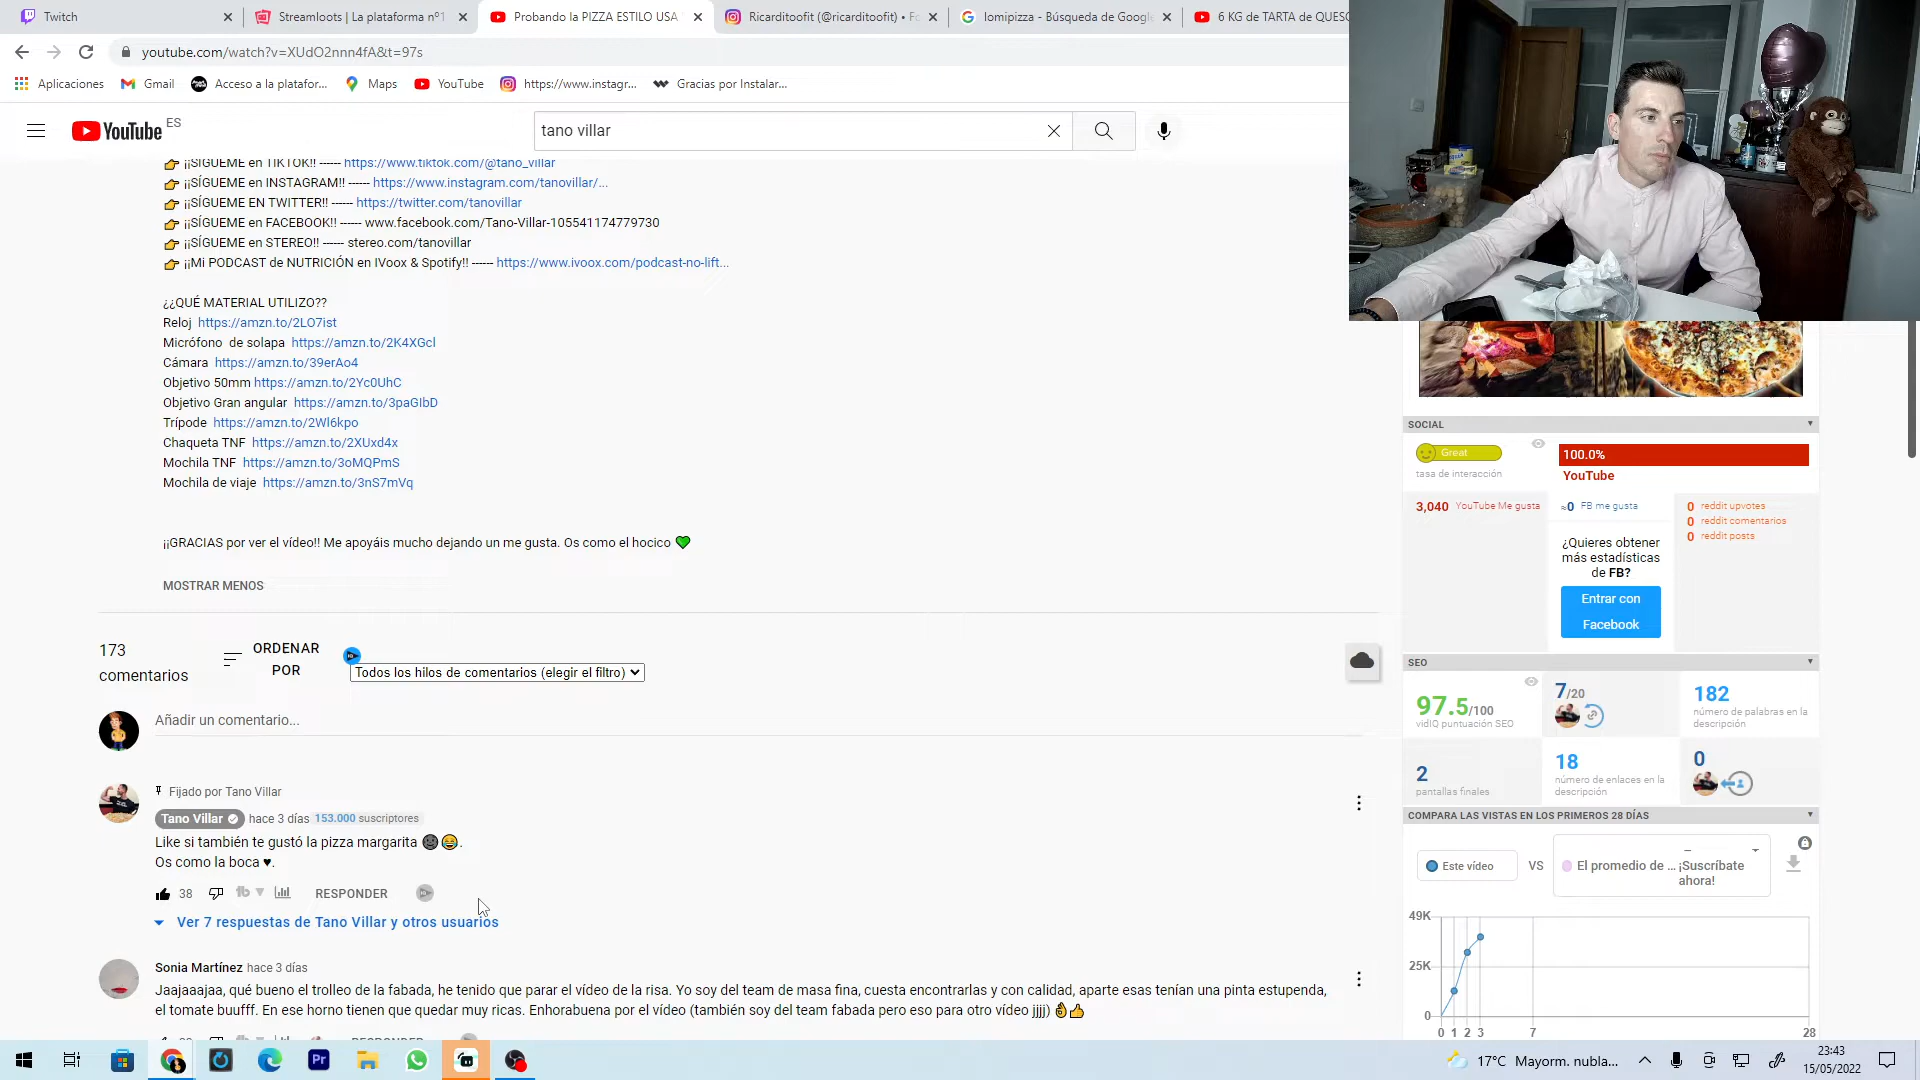 Twitch
Streamloots | La plataforma nº1
Probando la PIZZA ESTILO USA
Ricarditoofit (@ricarditoofit) • Fo
lomipizza - Búsqueda de Google
6 KG de TARTA de QUESO
youtube.com/watch?v=XUdO2nnn4fA&t=97s
Aplicaciones
Gmail
Acceso a la platafor...
Maps
YouTube
https://www.instagr...
Gracias por Instalar...
YouTube ES
tano villar
¡¡SÍGUEME en TIKTOK!! ------ https://www.tiktok.com/@tano_villar
¡¡SÍGUEME en INSTAGRAM!! ------ https://www.instagram.com/tanovillar/...
¡¡SÍGUEME EN TWITTER!! ------ https://twitter.com/tanovillar
¡¡SÍGUEME en FACEBOOK!! ------ www.facebook.com/Tano-Villar-105541174779730
¡¡SÍGUEME en STEREO!! ------ stereo.com/tanovillar
¡¡Mi PODCAST de NUTRICIÓN en IVoox & Spotify!! ------ https://www.ivoox.com/podcast-no-lift...
¿¿QUÉ MATERIAL UTILIZO??
Reloj https://amzn.to/2LO7ist
Micrófono de solapa https://amzn.to/2K4XGcl
Cámara https://amzn.to/39erAo4
Objetivo 50mm https://amzn.to/2Yc0UhC
Objetivo Gran angular https://amzn.to/3paGIbD
Trípode https://amzn.to/2Wl6kpo
Chaqueta TNF https://amzn.to/2XUxd4x
Mochila TNF https://amzn.to/3oMQPmS
Mochila de viaje https://amzn.to/3nS7mVq
¡¡GRACIAS por ver el vídeo!! Me apoyáis mucho dejando un me gusta. Os como el hocico 💚
MOSTRAR MENOS
173
comentarios
ORDENAR
POR
Todos los hilos de comentarios (elegir el filtro)
Añadir un comentario...
Fijado por Tano Villar
Tano Villar hace 3 días 153.000 suscriptores
Like si también te gustó la pizza margarita 🌚😂.
Os como la boca ♥.
38
RESPONDER
Ver 7 respuestas de Tano Villar y otros usuarios
Sonia Martínez hace 3 días
Jaajaaajaa, qué bueno el trolleo de la fabada, he tenido que parar el vídeo de la risa. Yo soy del team de masa fina, cuesta encontrarlas y con calidad, aparte esas tenían una pinta estupenda,
el tomate buufff. En ese horno tienen que quedar muy ricas. Enhorabuena por el vídeo (también soy del team fabada pero eso para otro vídeo jjjj) 👌👍
SOCIAL
Great
tasa de interacción
100.0%
YouTube
3,040 YouTube Me gusta
≈0 FB me gusta
¿Quieres obtener
más estadísticas
de FB?
Entrar con
Facebook
0 reddit upvotes
0 reddit comentarios
0 reddit posts
SEO
97.5/100
vidIQ puntuación SEO
7/20
182
número de palabras en la
descripción
2
pantallas finales
18
número de enlaces en la
descripción
0
COMPARA LAS VISTAS EN LOS PRIMEROS 28 DÍAS
Este vídeo
VS
El promedio de ...
¡Suscríbate
ahora!
49K
25K
0
0 1 2 3 7 28
17°C Mayorm. nubla...
23:43
15/05/2022